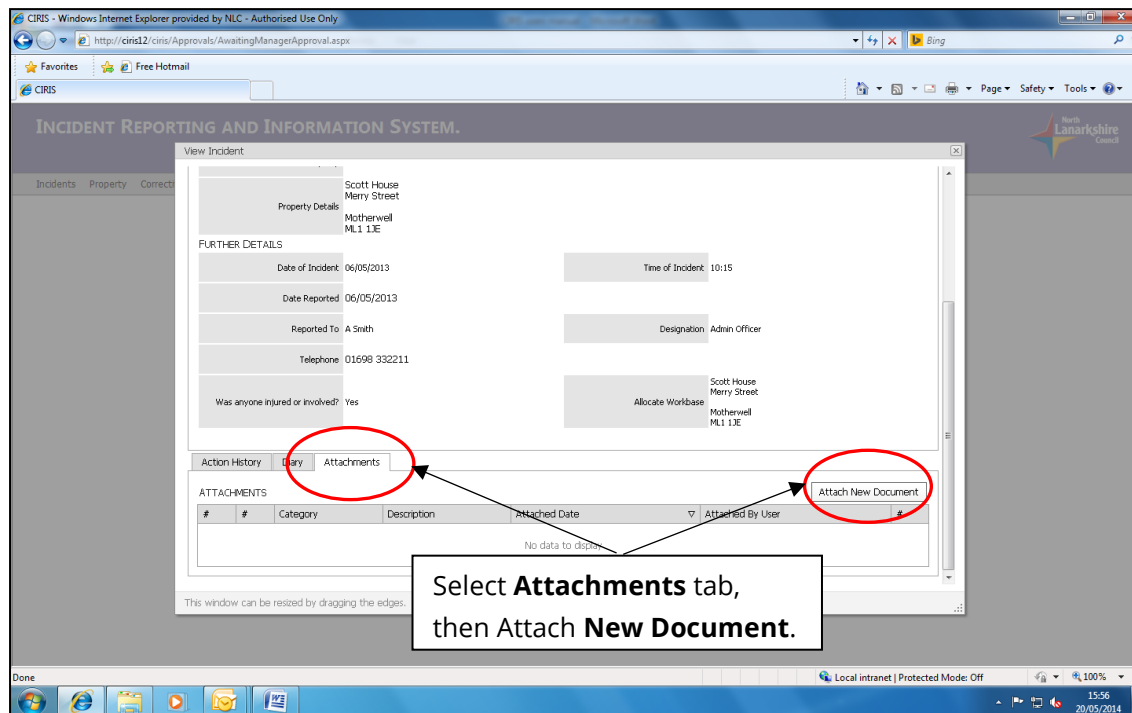 CIRIS - Windows Internet Explorer provided by NLC - Authorised Use Only
http://ciris12/ciris/Approvals/AwaitingManagerApproval.aspx
Bing
Favorites
Free Hotmail
CIRIS
Page
Safety
Tools
INCIDENT REPORTING AND INFORMATION SYSTEM.
North
Lanarkshire
Council
View Incident
Incidents Property Correcti
Property Details
Scott House
Merry Street
Motherwell
ML1 1JE
FURTHER DETAILS
Date of Incident 06/05/2013
Time of Incident 10:15
Date Reported 06/05/2013
Reported To A Smith
Designation Admin Officer
Telephone 01698 332211
Was anyone injured or involved? Yes
Allocate Workbase
Scott House
Merry Street
Motherwell
ML1 1JE
Action History Diary Attachments
ATTACHMENTS
Attach New Document
# # Category Description Attached Date Attached By User #
No data to display
Select Attachments tab,
then Attach New Document.
This window can be resized by dragging the edges.
Done
Local intranet | Protected Mode: Off
100%
15:56
20/05/2014